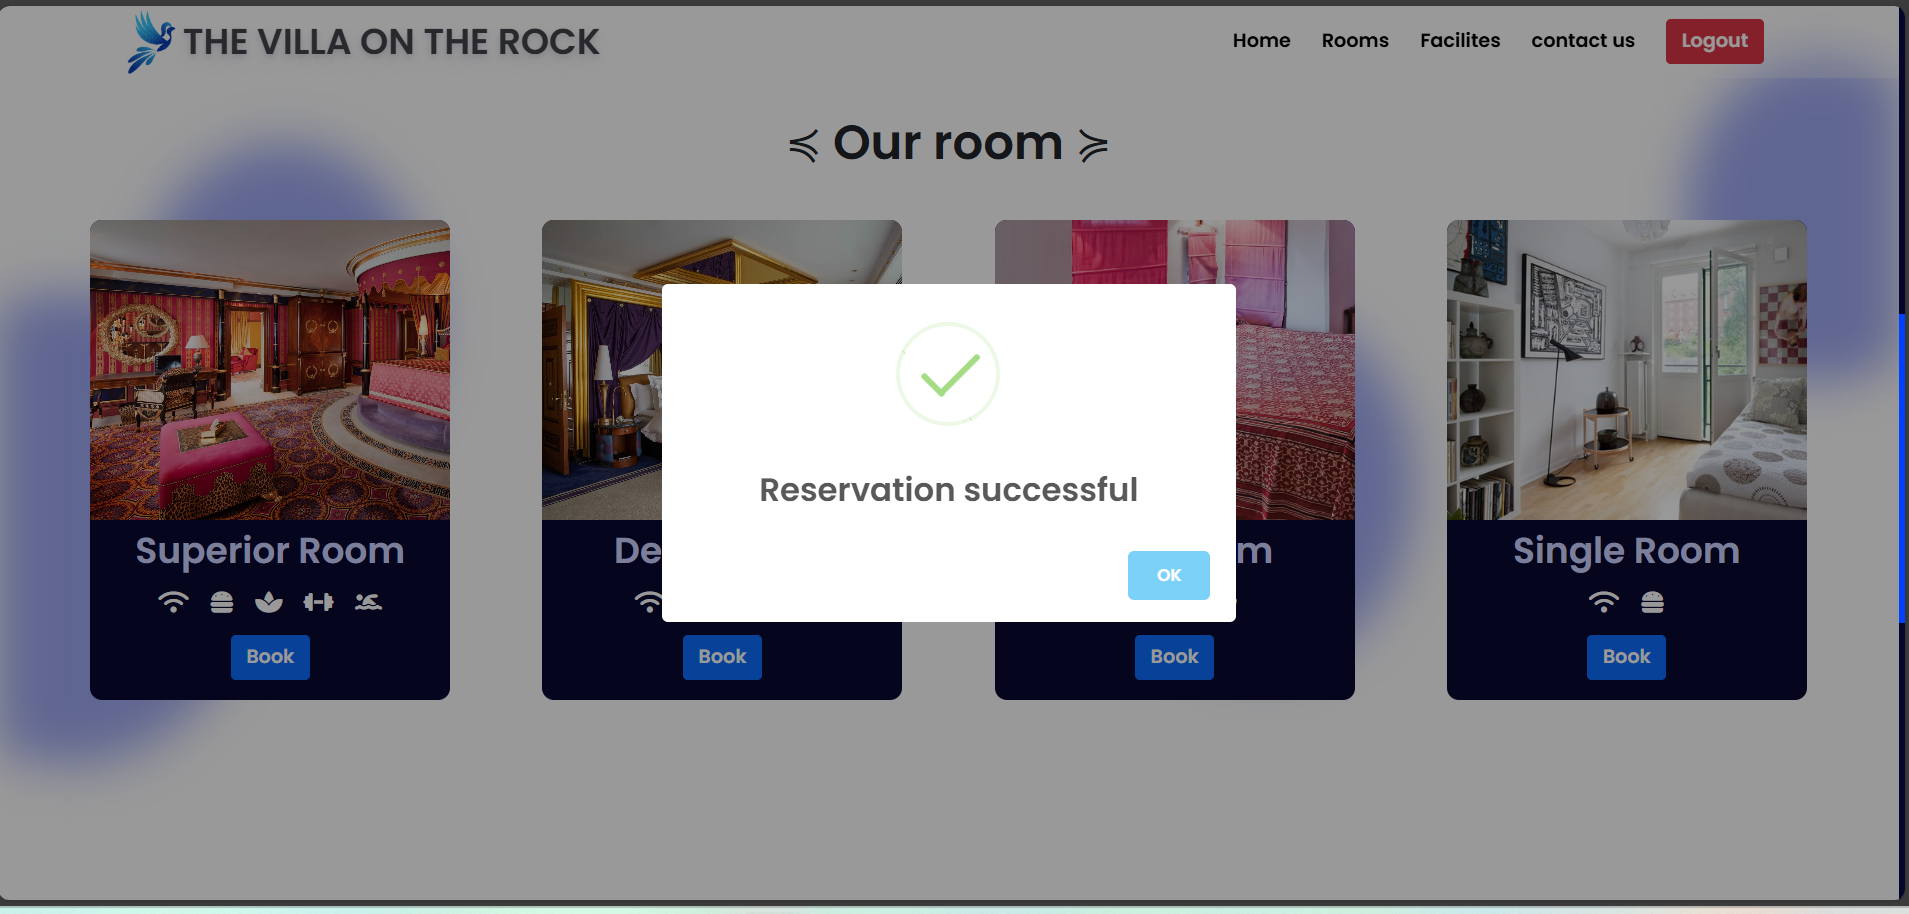 THE VILLA ON THE ROCK
Home Rooms Facilites contact us Logout
⪓ Our room ⪔
Reservation successful
OK
Superior Room
Single Room
Book
Book
Book
Book